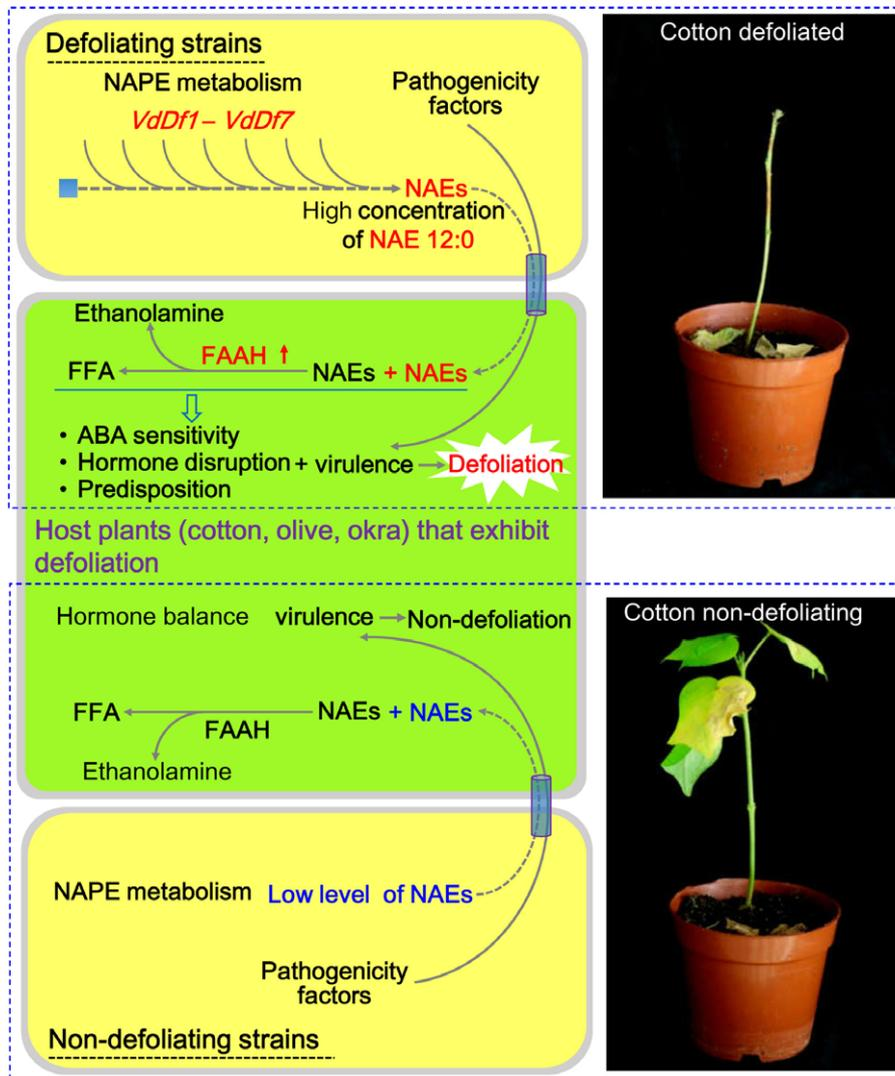 Defoliating strains
NAPE metabolism
VdDf1 – VdDf7
Pathogenicity
factors
NAEs
High concentration
of NAE 12:0
Cotton defoliated
Ethanolamine
FAAH ↑
FFA NAEs + NAEs
• ABA sensitivity
• Hormone disruption + virulence Defoliation
• Predisposition
Host plants (cotton, olive, okra) that exhibit
defoliation
Hormone balance virulence Non-defoliation
FFA NAEs + NAEs
FAAH
Ethanolamine
Cotton non-defoliating
NAPE metabolism Low level of NAEs
Pathogenicity
factors
Non-defoliating strains